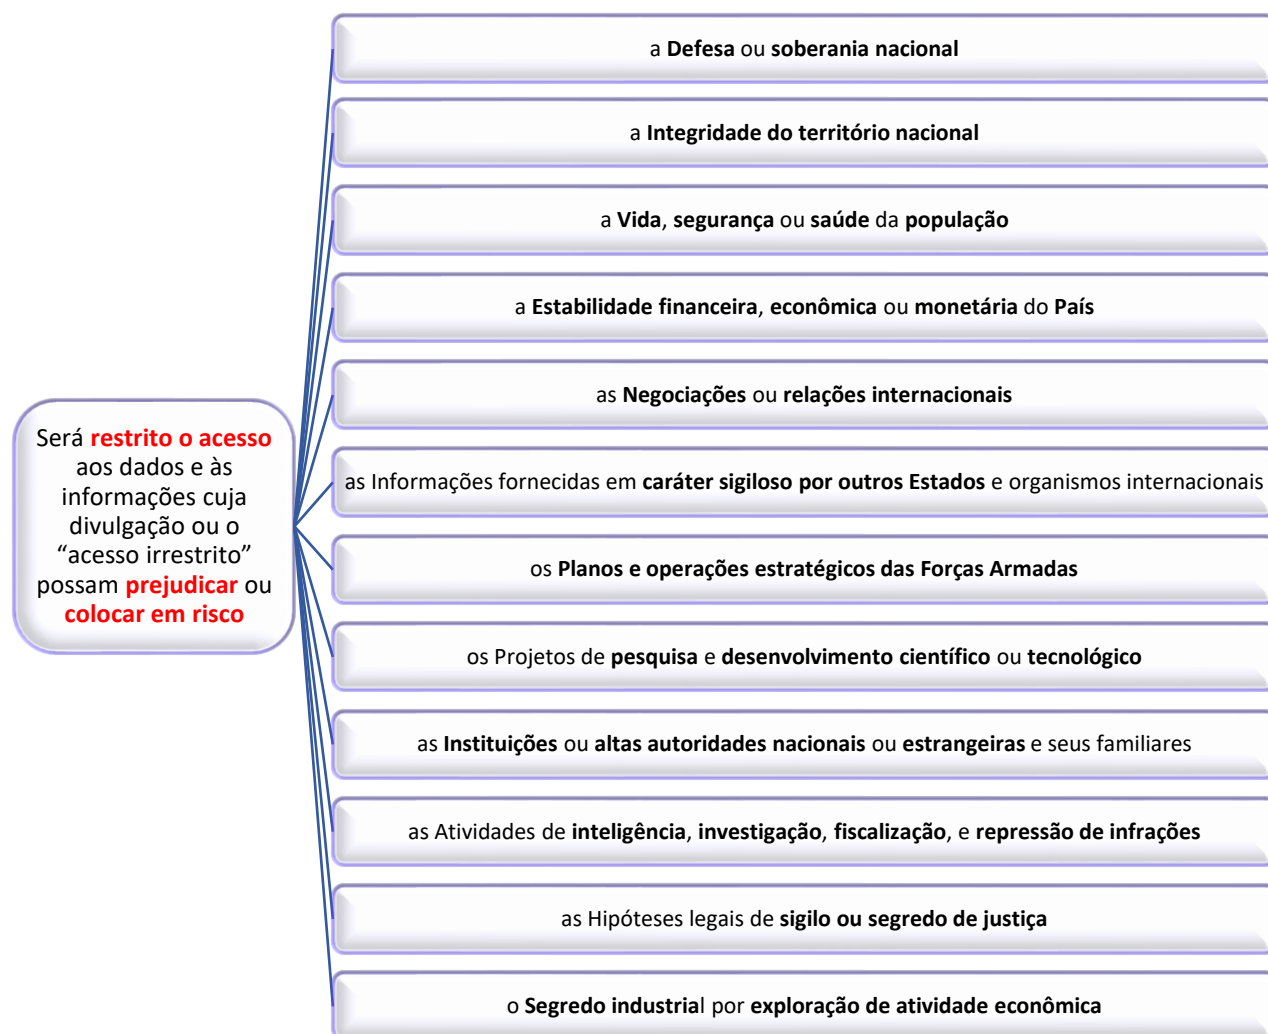 Será restrito o acesso
aos dados e às
informações cuja
divulgação ou o
“acesso irrestrito”
possam prejudicar ou
colocar em risco
a Defesa ou soberania nacional
a Integridade do território nacional
a Vida, segurança ou saúde da população
a Estabilidade financeira, econômica ou monetária do País
as Negociações ou relações internacionais
as Informações fornecidas em caráter sigiloso por outros Estados e organismos internacionais
os Planos e operações estratégicos das Forças Armadas
os Projetos de pesquisa e desenvolvimento científico ou tecnológico
as Instituições ou altas autoridades nacionais ou estrangeiras e seus familiares
as Atividades de inteligência, investigação, fiscalização, e repressão de infrações
as Hipóteses legais de sigilo ou segredo de justiça
o Segredo industrial por exploração de atividade econômica